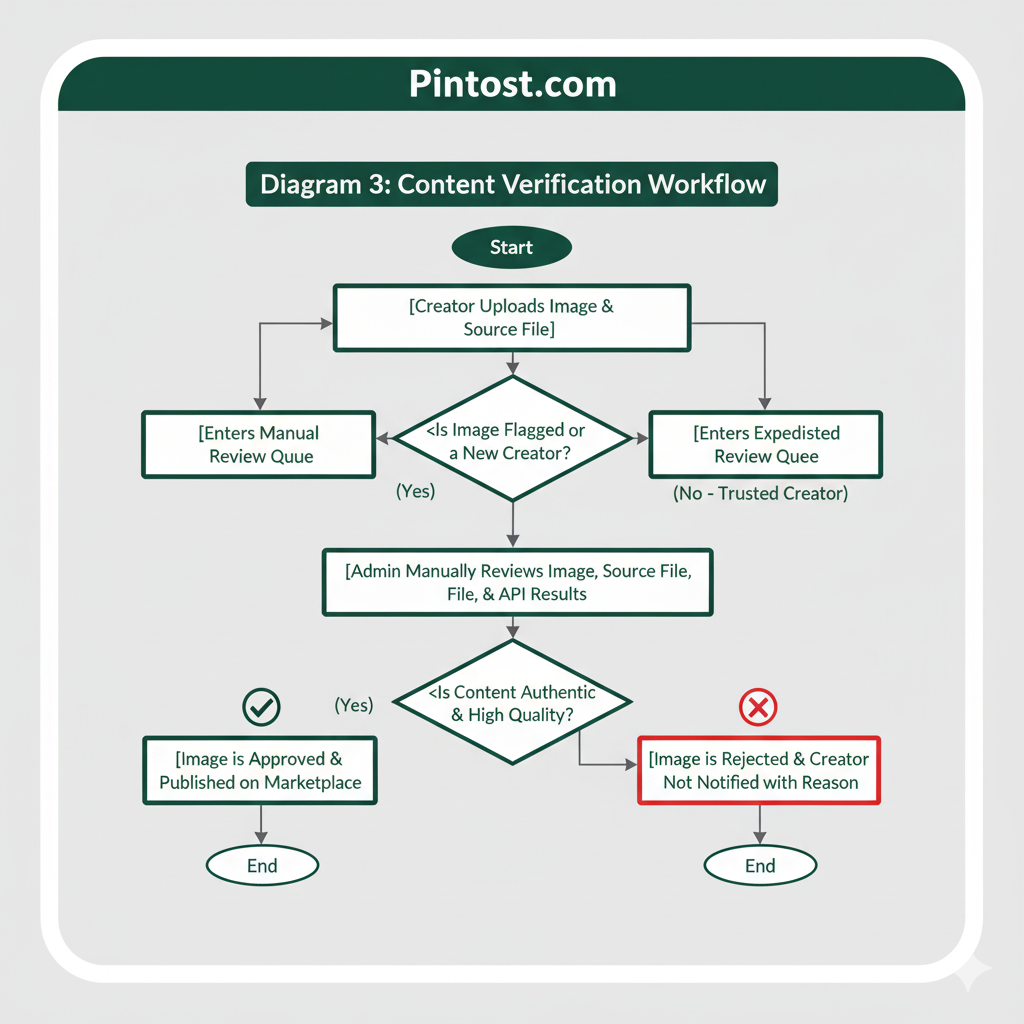 Pintost.com
Diagram 3: Content Verification Workflow
Start
[Creator Uploads Image &
Source File]
<Is Image Flagged or
a New Creator?
[Enters Manual
Review Quue
[Enters Expedisted
Review Quee
(Yes)
(No - Trusted Creator)
[Admin Manually Reviews Image, Source File,
File, & API Results
<Is Content Authentic
& High Quality?
(Yes)
[Image is Approved &
Published on Marketplace
[Image is Rejected & Creator
Not Notified with Reason
End
End